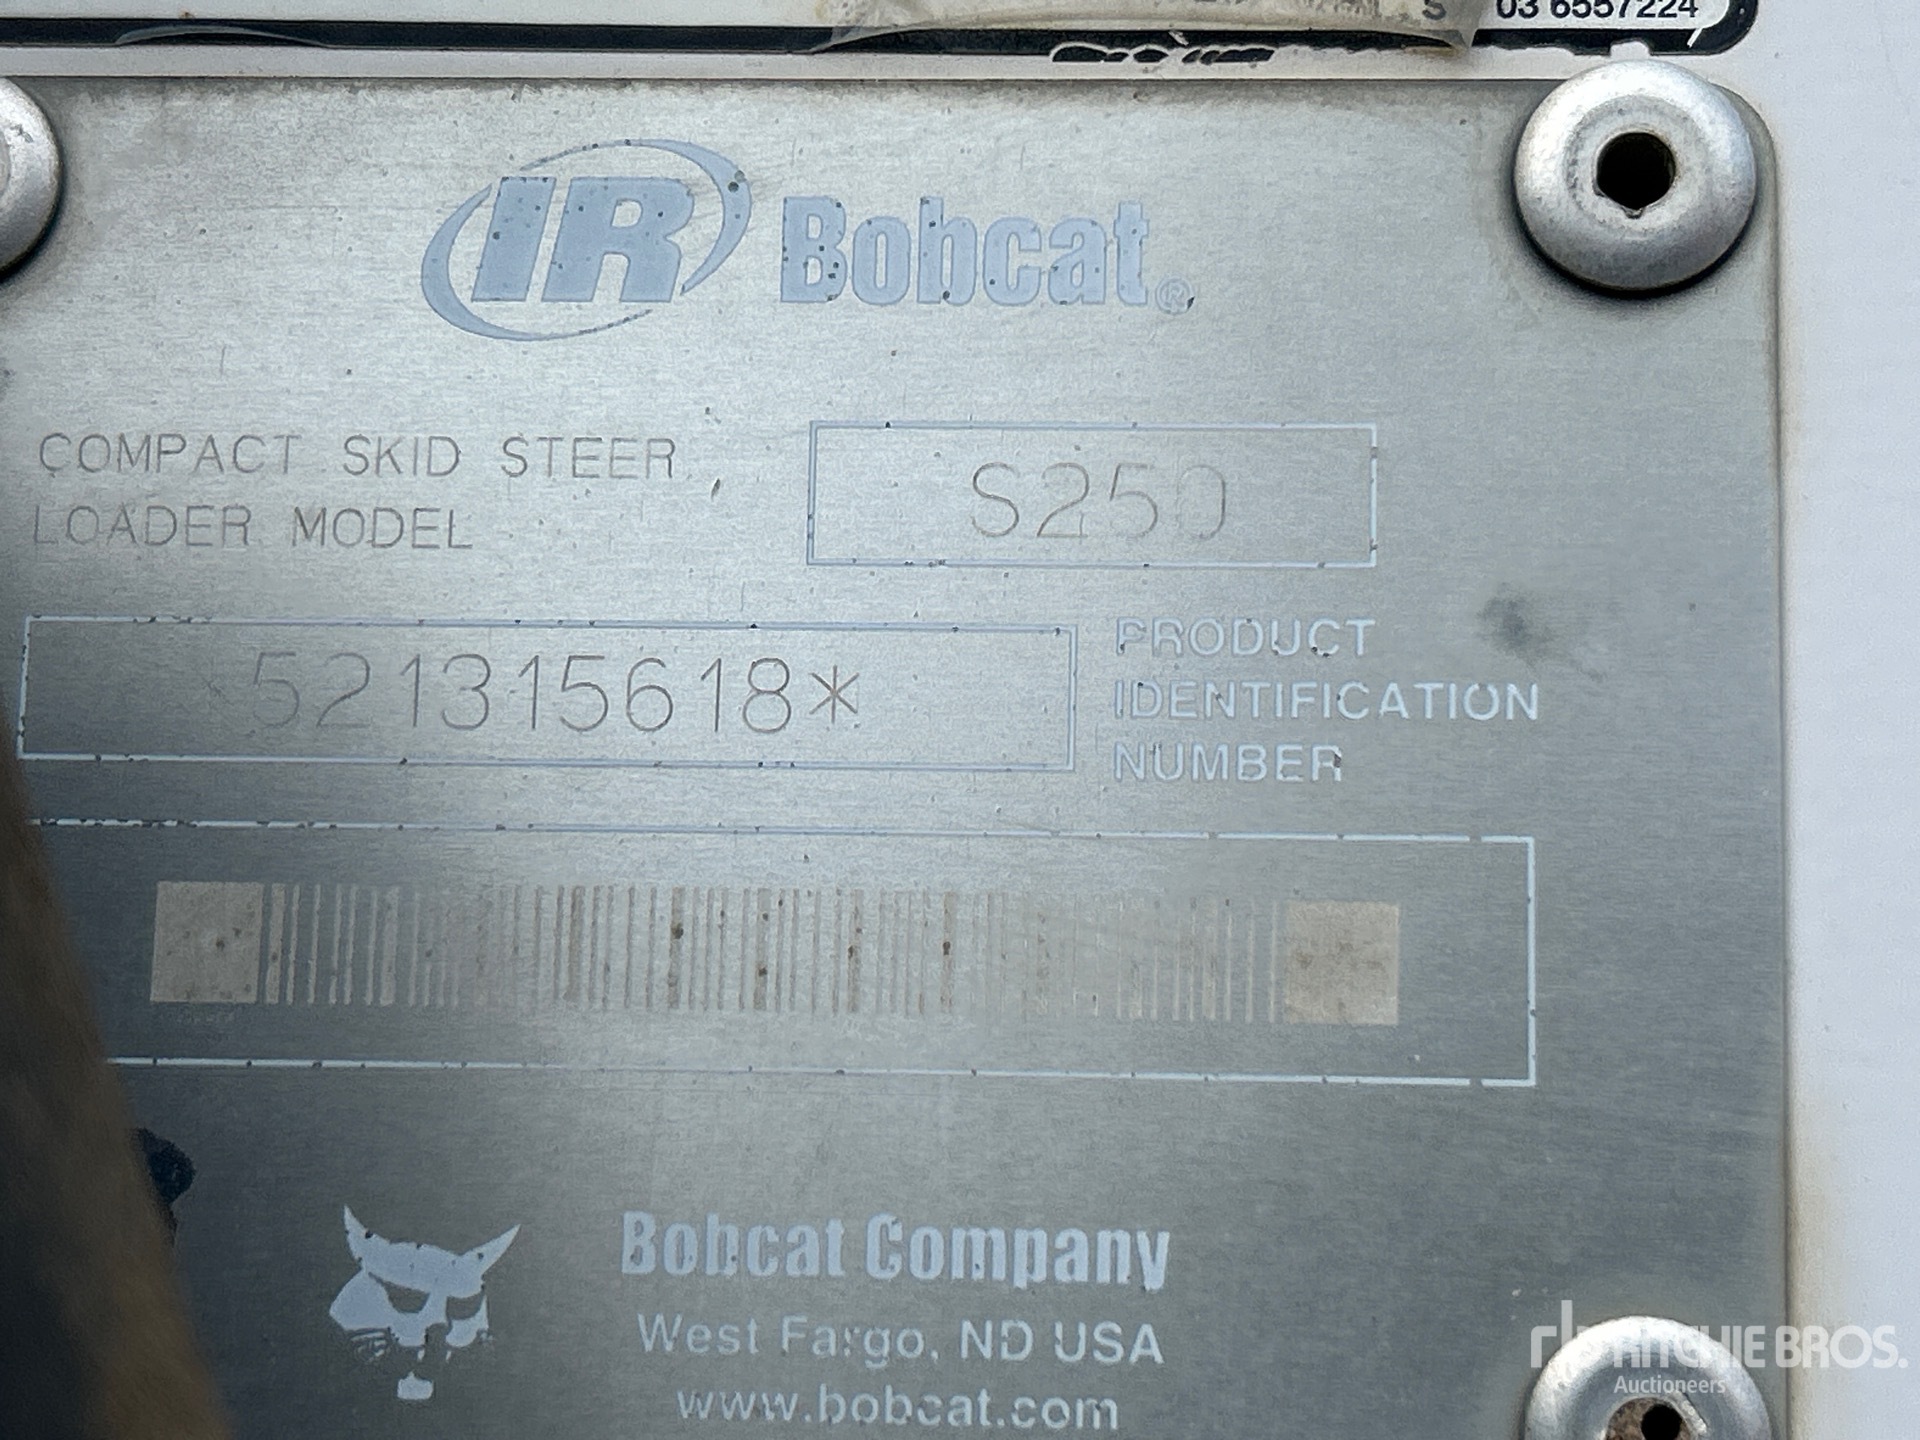 S 03 6557224
IR Bobcat®
COMPACT SKID STEER
LOADER MODEL
S250
521315618*
PRODUCT
IDENTIFICATION
NUMBER
Bobcat Company
West Fargo, ND USA
www.bobcat.com
rb RITCHIE BROS.
Auctioneers